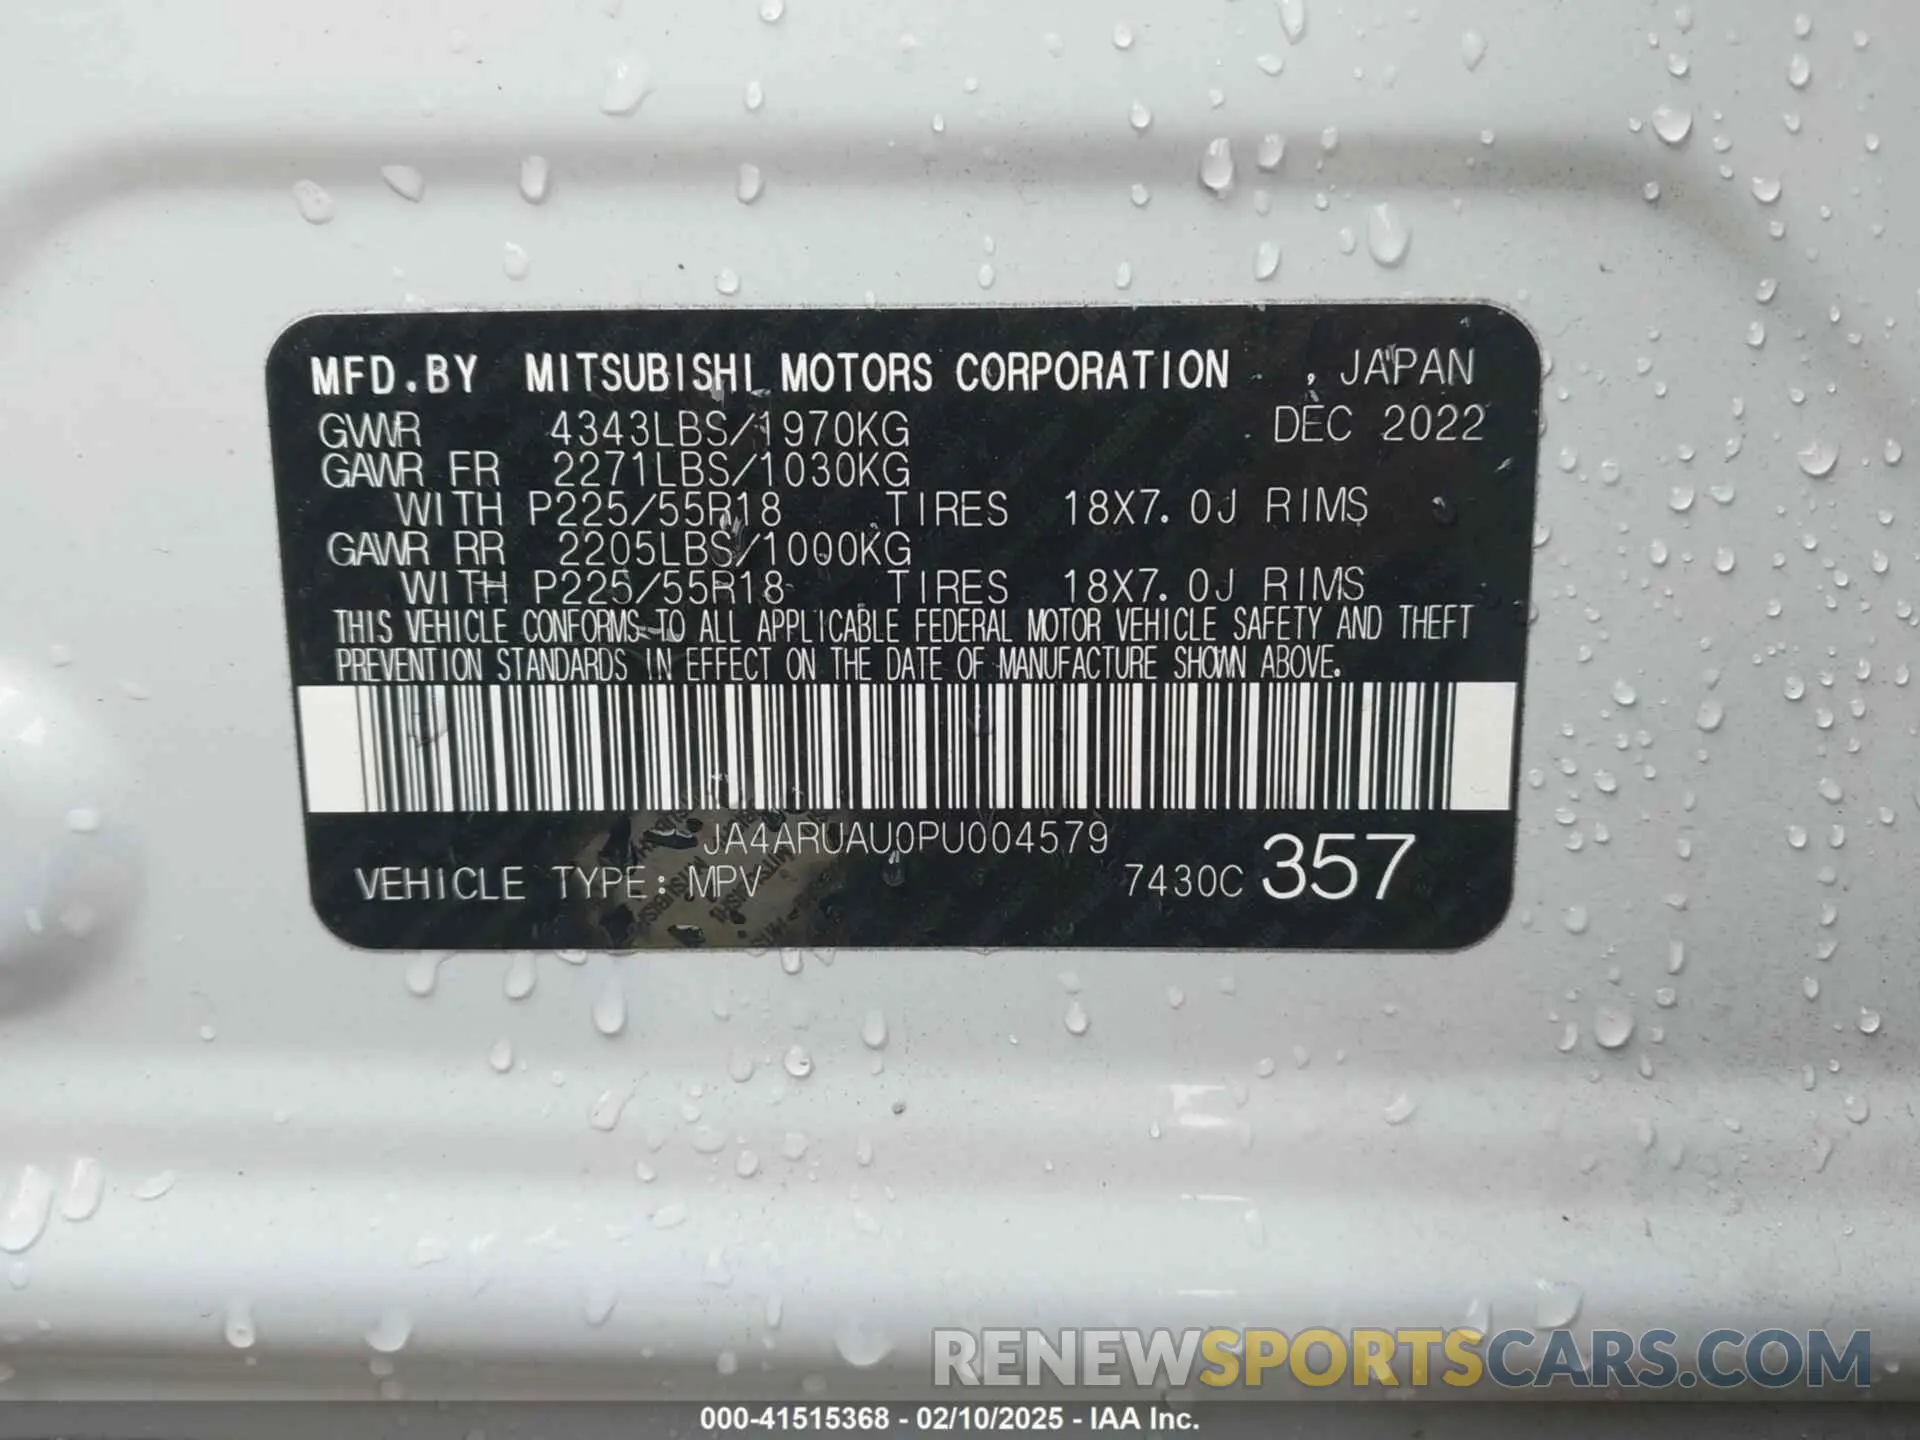 MFD.BY MITSUBISHI MOTORS CORPORATION , JAPAN
GVWR 4343LBS/1970KG DEC 2022
GAWR FR 2271LBS/1030KG
WITH P225/55R18 TIRES 18X7.0J RIMS
GAWR RR 2205LBS/1000KG
WITH P225/55R18 TIRES 18X7.0J RIMS
THIS VEHICLE CONFORMS TO ALL APPLICABLE FEDERAL MOTOR VEHICLE SAFETY AND THEFT
PREVENTION STANDARDS IN EFFECT ON THE DATE OF MANUFACTURE SHOWN ABOVE.
JA4ARUAU0PU004579
VEHICLE TYPE: MPV 7430C 357
RENEWSPORTSCARS.COM
000-41515368 - 02/10/2025 - IAA Inc.